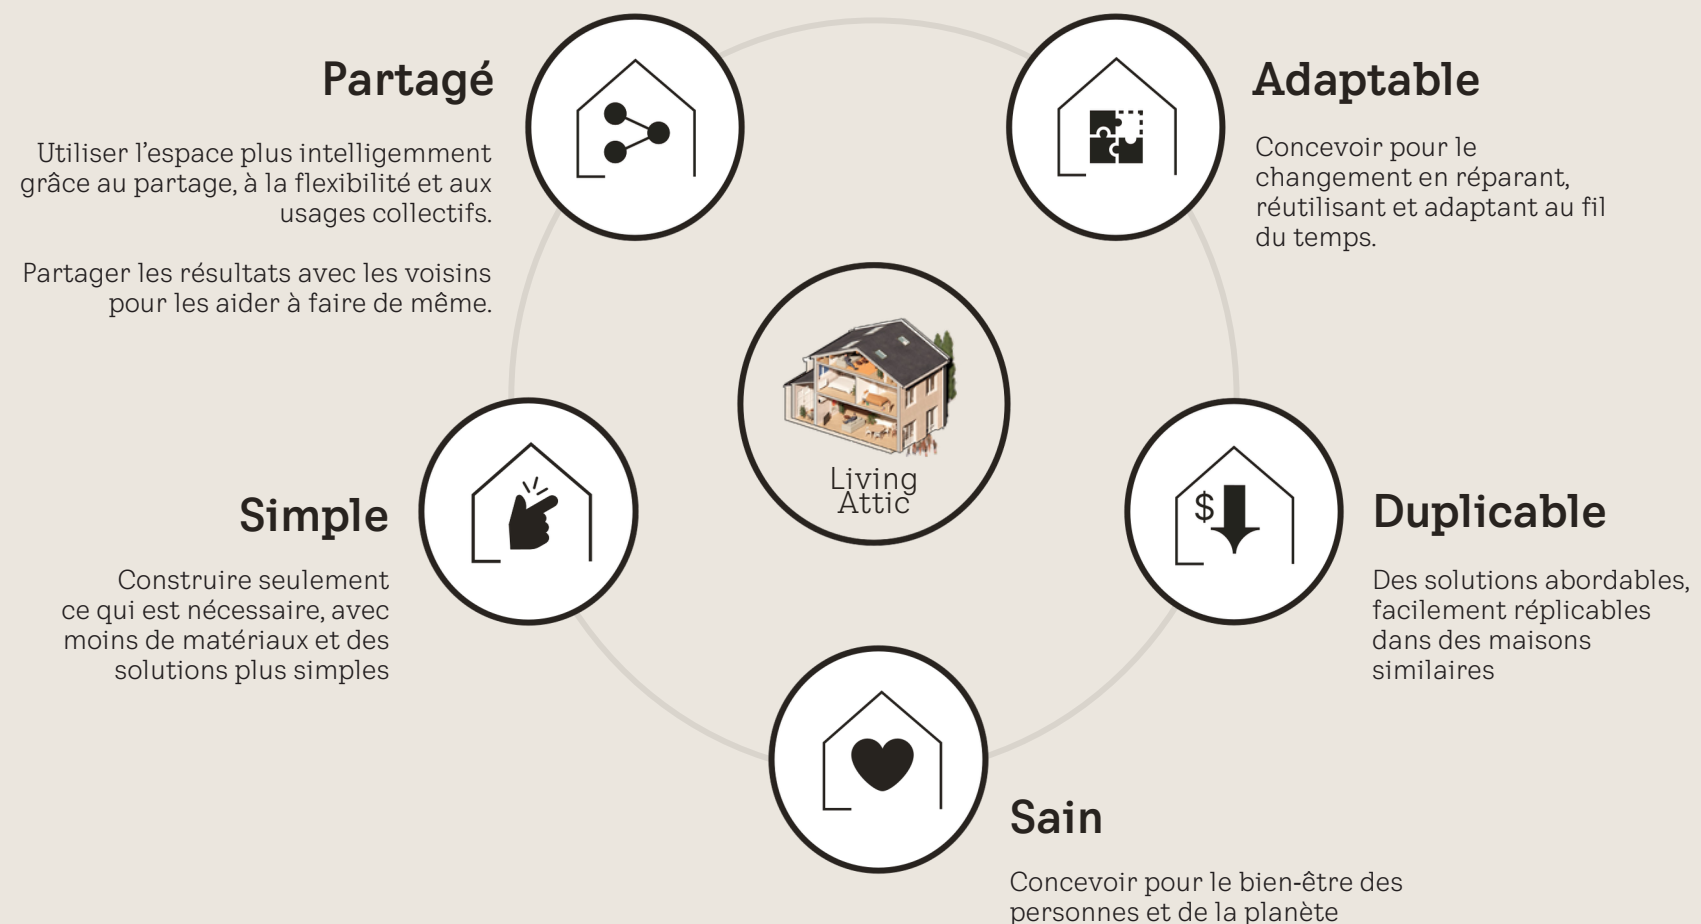 Partagé
Utiliser l’espace plus intelligemment
grâce au partage, à la flexibilité et aux
usages collectifs.
Partager les résultats avec les voisins
pour les aider à faire de même.
Adaptable
Concevoir pour le
changement en réparant,
réutilisant et adaptant au fil
du temps.
Living
Attic
Simple
Construire seulement
ce qui est nécessaire, avec
moins de matériaux et des
solutions plus simples
$
Duplicable
Des solutions abordables,
facilement réplicables
dans des maisons
similaires
Sain
Concevoir pour le bien-être des
personnes et de la planète